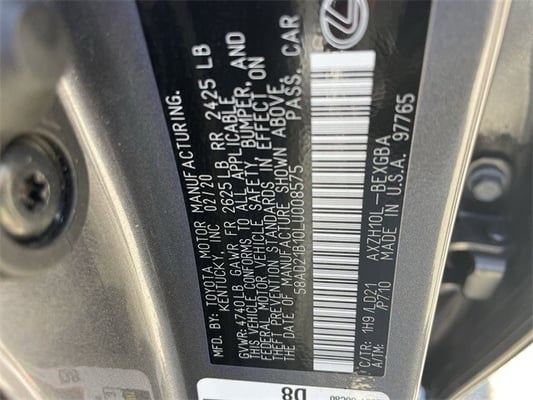 MFD. BY: TOYOTA MOTOR MANUFACTURING.
KENTUCKY, INC. 02/20
GVWR: 4740 LB GAWR FR 2625 LB RR 2425 LB
THIS VEHICLE CONFORMS TO ALL APPLICABLE
FEDERAL MOTOR VEHICLE SAFETY BUMPER, AND
THEFT PREVENTION STANDARDS IN EFFECT ON
THE DATE OF MANUFACTURE SHOWN ABOVE.
58AD21B10LU008575 PASS. CAR
C/TR: 1H9 /LD21 AXZH10L-BEXGBA
A/TM: /P710 MADE IN U.S.A. 97765
D8